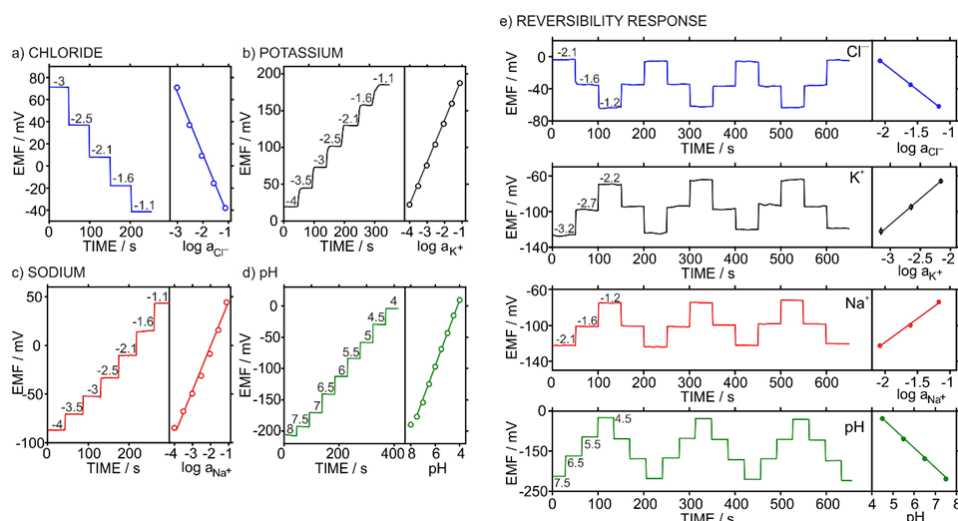 e) REVERSIBILITY RESPONSE
a) CHLORIDE
b) POTASSIUM
EMF / mV
80
60
40
20
0
-20
-40
-3
-2.5
-2.1
-1.6
-1.1
0 100 200
-3 -2 -1
TIME / s
log aCl−
EMF / mV
200
150
100
50
0
-4
-3.5
-3
-2.5
-2.1
-1.6
-1.1
0 100 200 300
-4 -3 -2 -1
TIME / s
log aK+
c) SODIUM
d) pH
EMF / mV
50
0
-50
-100
-4
-3.5
-3
-2.5
-2.1
-1.6
-1.1
0 100 200
-4 -3 -2 -1
TIME / s
log aNa+
EMF / mV
0
-50
-100
-150
-200
8
7.5
7
6.5
6
5.5
5
4.5
4
0 200 400
8 6 4
TIME / s
pH
Cl−
EMF / mV
0
-40
-80
-2.1
-1.6
-1.2
0 100 200 300 400 500 600
-2 -1.5 -1
TIME / s
log aCl−
K+
EMF / mV
-60
-100
-140
-3.2
-2.7
-2.2
0 100 200 300 400 500 600
-3 -2.5 -2
TIME / s
log aK+
Na+
EMF / mV
-50
-100
-150
-2.1
-1.6
-1.2
0 100 200 300 400 500 600
-2 -1.5 -1
TIME / s
log aNa+
pH
EMF / mV
0
-150
-250
7.5
6.5
5.5
4.5
0 100 200 300 400 500 600
4 5 6 7 8
TIME / s
pH